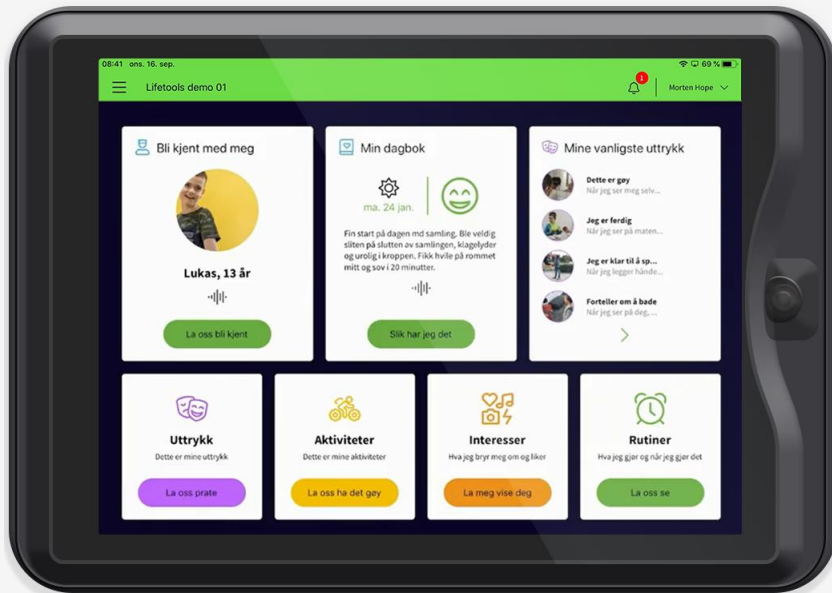 08:41 ons. 16. sep.
69 %
Lifetools demo 01
1
Morten Hope
Bli kjent med meg
Lukas, 13 år
La oss bli kjent
Min dagbok
ma. 24 jan.
Fin start på dagen md samling. Ble veldig
sliten på slutten av samlingen, klagelyder
og urolig i kroppen. Fikk hvile på rommet
mitt og sov i 20 minutter.
Slik har jeg det
Mine vanligste uttrykk
Dette er gøy
Når jeg ser meg selv...
Jeg er ferdig
Når jeg ser på maten...
Jeg er klar til å sp...
Når jeg legger hånde...
Forteller om å bade
Når jeg ser på deg, ...
Uttrykk
Dette er mine uttrykk
La oss prate
Aktiviteter
Dette er mine aktiviteter
La oss ha det gøy
Interesser
Hva jeg bryr meg om og liker
La meg vise deg
Rutiner
Hva jeg gjør og når jeg gjør det
La oss se